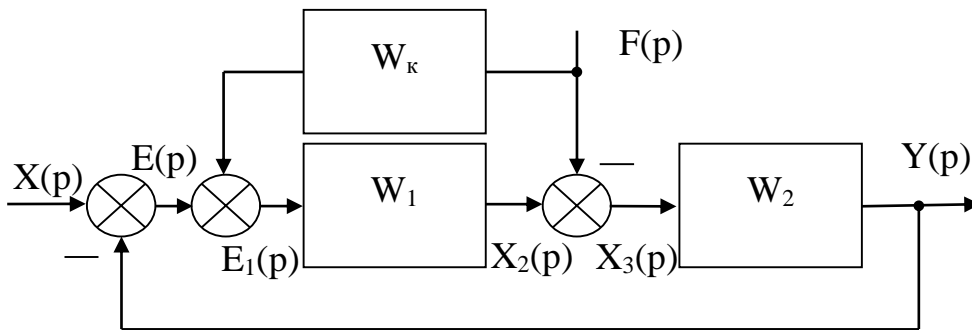 Wк
F(p)
X(p)
E(p)
W1
—
W2
Y(p)
—
E1(p)
X2(p)
X3(p)